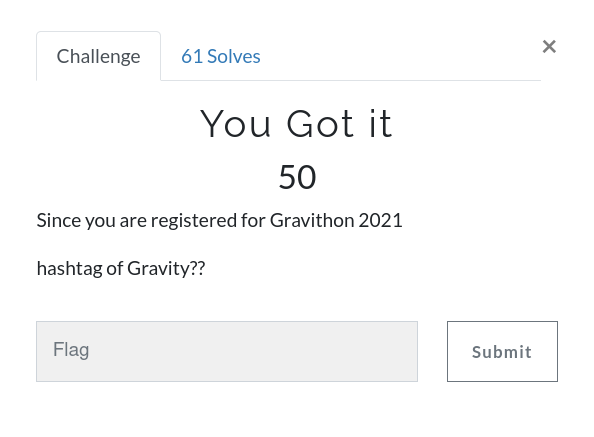 Challenge
61 Solves
×
You Got it
50
Since you are registered for Gravithon 2021
hashtag of Gravity??
Flag
Submit